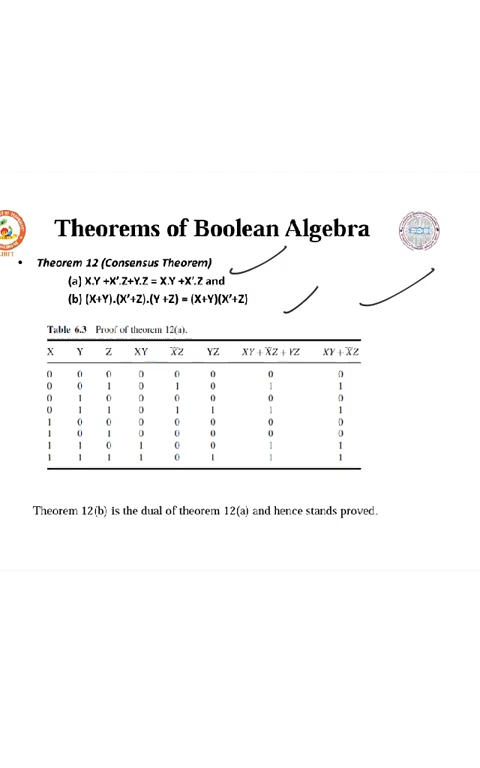 Theorems of Boolean Algebra
• Theorem 12 (Consensus Theorem)
(a) X.Y +X'.Z+Y.Z = X.Y +X'.Z and
(b) (X+Y).(X'+Z).(Y +Z) = (X+Y)(X'+Z)
Table 6.3 Proof of theorem 12(a).
X Y Z XY X̅Z YZ XY + X̅Z + YZ XY + X̅Z
0 0 0 0 0 0 0 0
0 0 1 0 1 0 1 1
0 1 0 0 0 0 0 0
0 1 1 0 1 1 1 1
1 0 0 0 0 0 0 0
1 0 1 0 0 0 0 0
1 1 0 1 0 0 1 1
1 1 1 1 0 1 1 1
Theorem 12(b) is the dual of theorem 12(a) and hence stands proved.